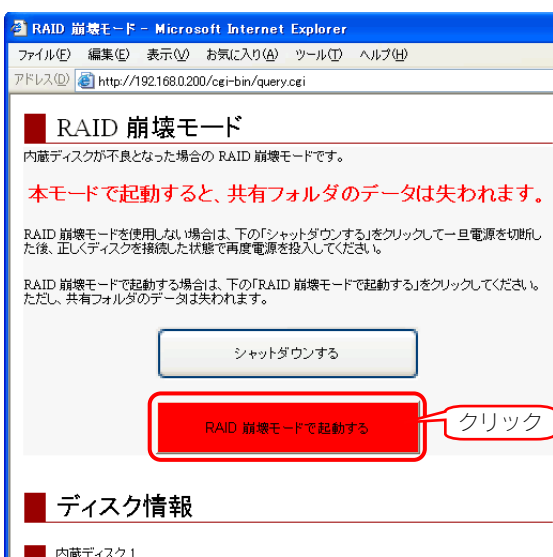 RAID 崩壊モード - Microsoft Internet Explorer
ファイル(F) 編集(E) 表示(V) お気に入り(A) ツール(T) ヘルプ(H)
アドレス(D) http://192.168.0.200/cgi-bin/query.cgi
RAID 崩壊モード
内蔵ディスクが不良となった場合の RAID 崩壊モードです。
本モードで起動すると、共有フォルダのデータは失われます。
RAID 崩壊モードを使用しない場合は、下の「シャットダウンする」をクリックして一旦電源を切断し
た後、正しくディスクを接続した状態で再度電源を投入してください。
RAID 崩壊モードで起動する場合は、下の「RAID 崩壊モードで起動する」をクリックしてください。
ただし、共有フォルダのデータは失われます。
シャットダウンする
RAID 崩壊モードで起動する
クリック
ディスク情報
内蔵ディスク 1